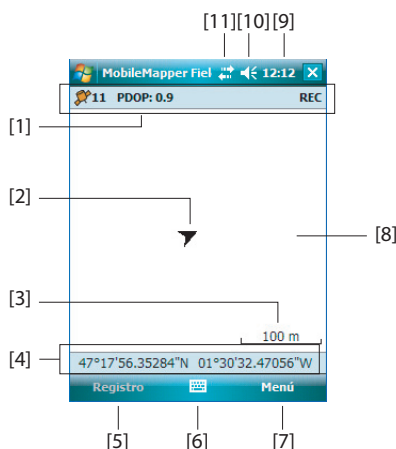 [11] [10] [9]
MobileMapper Fiel 12:12
11 PDOP: 0.9 REC
[1]
[2]
[8]
[3]
100 m
[4]
47°17'56.35284"N 01°30'32.47056"W
Registro Menú
[5] [6] [7]